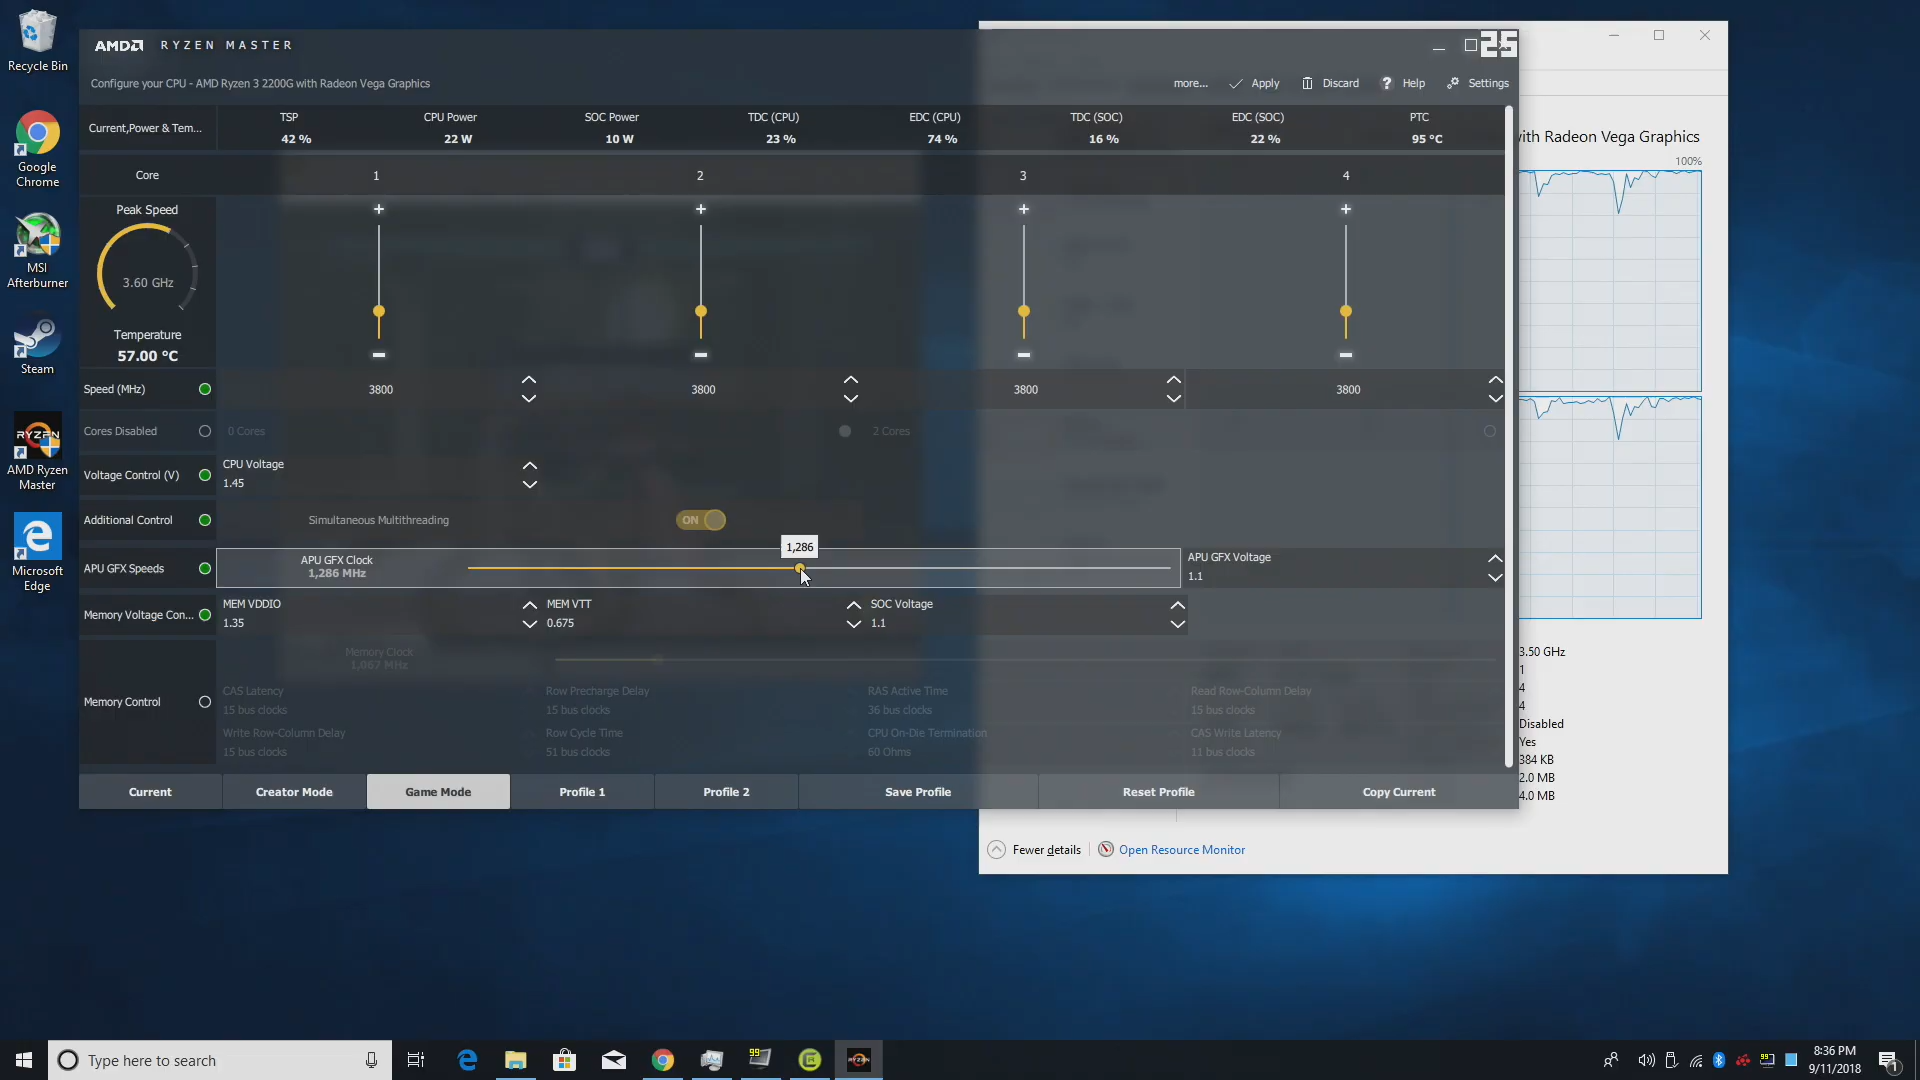 Recycle Bin
Google
Chrome
MSI
Afterburner
Steam
RYZEN
AMD Ryzen
Master
Microsoft
Edge
AMD RYZEN MASTER
25
Configure your CPU - AMD Ryzen 3 2200G with Radeon Vega Graphics
more... Apply Discard Help Settings
Current,Power & Tem...
TSP CPU Power SOC Power TDC (CPU) EDC (CPU) TDC (SOC) EDC (SOC) PTC
42 % 22 W 10 W 23 % 74 % 16 % 22 % 95 °C
Core 1 2 3 4
Peak Speed
3.60 GHz
Temperature
57.00 °C
Speed (MHz) 3800 3800 3800 3800
Cores Disabled 0 Cores 2 Cores
Voltage Control (V)
CPU Voltage
1.45
Additional Control Simultaneous Multithreading ON
1,286
APU GFX Speeds
APU GFX Clock
1,286 MHz
APU GFX Voltage
1.1
Memory Voltage Con...
MEM VDDIO MEM VTT SOC Voltage
1.35 0.675 1.1
Memory Control
Memory Clock
1,067 MHz
CAS Latency Row Precharge Delay RAS Active Time Read Row-Column Delay
15 bus clocks 15 bus clocks 36 bus clocks 15 bus clocks
Write Row-Column Delay Row Cycle Time CPU On-Die Termination CAS Write Latency
15 bus clocks 51 bus clocks 60 Ohms 11 bus clocks
Current Creator Mode Game Mode Profile 1 Profile 2 Save Profile Reset Profile Copy Current
with Radeon Vega Graphics
100%
3.50 GHz
1
4
4
Disabled
Yes
384 KB
2.0 MB
4.0 MB
Fewer details Open Resource Monitor
Type here to search
99
RYZEN
99
8:36 PM
9/11/2018
1